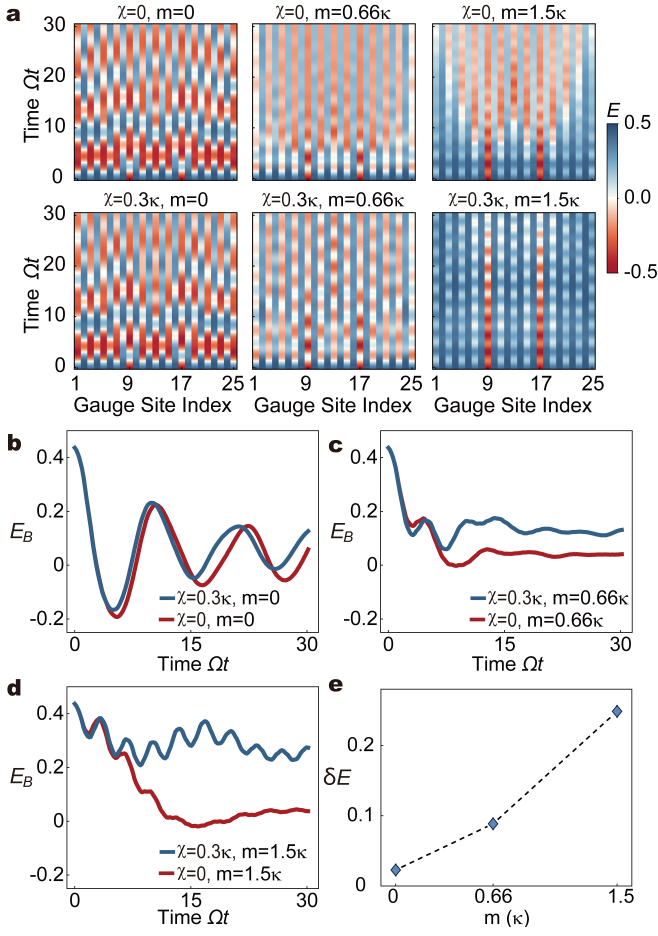 a
χ=0, m=0
χ=0, m=0.66κ
χ=0, m=1.5κ
Time Ωt
30
20
10
0
E
0.5
0.0
-0.5
χ=0.3κ, m=0
χ=0.3κ, m=0.66κ
χ=0.3κ, m=1.5κ
Time Ωt
30
20
10
0
1 9 17 25
1 9 17 25
1 9 17 25
Gauge Site Index
Gauge Site Index
Gauge Site Index
b
E_B
0.4
0.2
0
-0.2
χ=0.3κ, m=0
χ=0, m=0
0 15 30
Time Ωt
c
E_B
0.4
0.2
0
-0.2
χ=0.3κ, m=0.66κ
χ=0, m=0.66κ
0 15 30
Time Ωt
d
E_B
0.4
0.2
0
-0.2
χ=0.3κ, m=1.5κ
χ=0, m=1.5κ
0 15 30
Time Ωt
e
δE
0.2
0.1
0
0 0.66 1.5
m (κ)